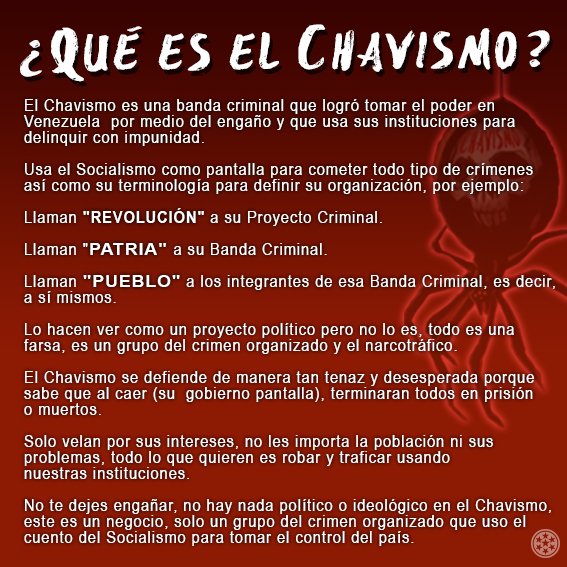 ¿QUÉ ES EL CHAVISMO?
El Chavismo es una banda criminal que logró tomar el poder en
Venezuela por medio del engaño y que usa sus instituciones para
delinquir con impunidad.
Usa el Socialismo como pantalla para cometer todo tipo de crímenes
así como su terminología para definir su organización, por ejemplo:
Llaman "REVOLUCIÓN" a su Proyecto Criminal.
Llaman "PATRIA" a su Banda Criminal.
Llaman "PUEBLO" a los integrantes de esa Banda Criminal, es decir,
a sí mismos.
Lo hacen ver como un proyecto político pero no lo es, todo es una
farsa, es un grupo del crimen organizado y el narcotráfico.
El Chavismo se defiende de manera tan tenaz y desesperada porque
sabe que al caer (su gobierno pantalla), terminaran todos en prisión
o muertos.
Solo velan por sus intereses, no les importa la población ni sus
problemas, todo lo que quieren es robar y traficar usando
nuestras instituciones.
No te dejes engañar, no hay nada político o ideológico en el Chavismo,
este es un negocio, solo un grupo del crimen organizado que uso el
cuento del Socialismo para tomar el control del país.
CHAVISMO